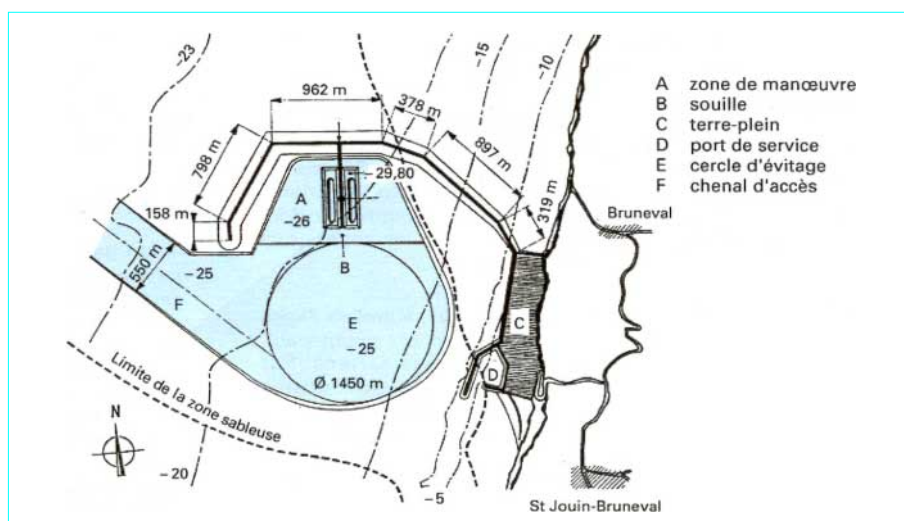 -23
962 m
378 m
-15
-10
798 m
897 m
319 m
158 m
29,80
A
-26
B
550 m
-25
F
E
-25
Ø 1450 m
C
D
Limite de la zone sableuse
N
-20
-5
Bruneval
St Jouin-Bruneval
A zone de manœuvre
B souille
C terre-plein
D port de service
E cercle d'évitage
F chenal d'accès